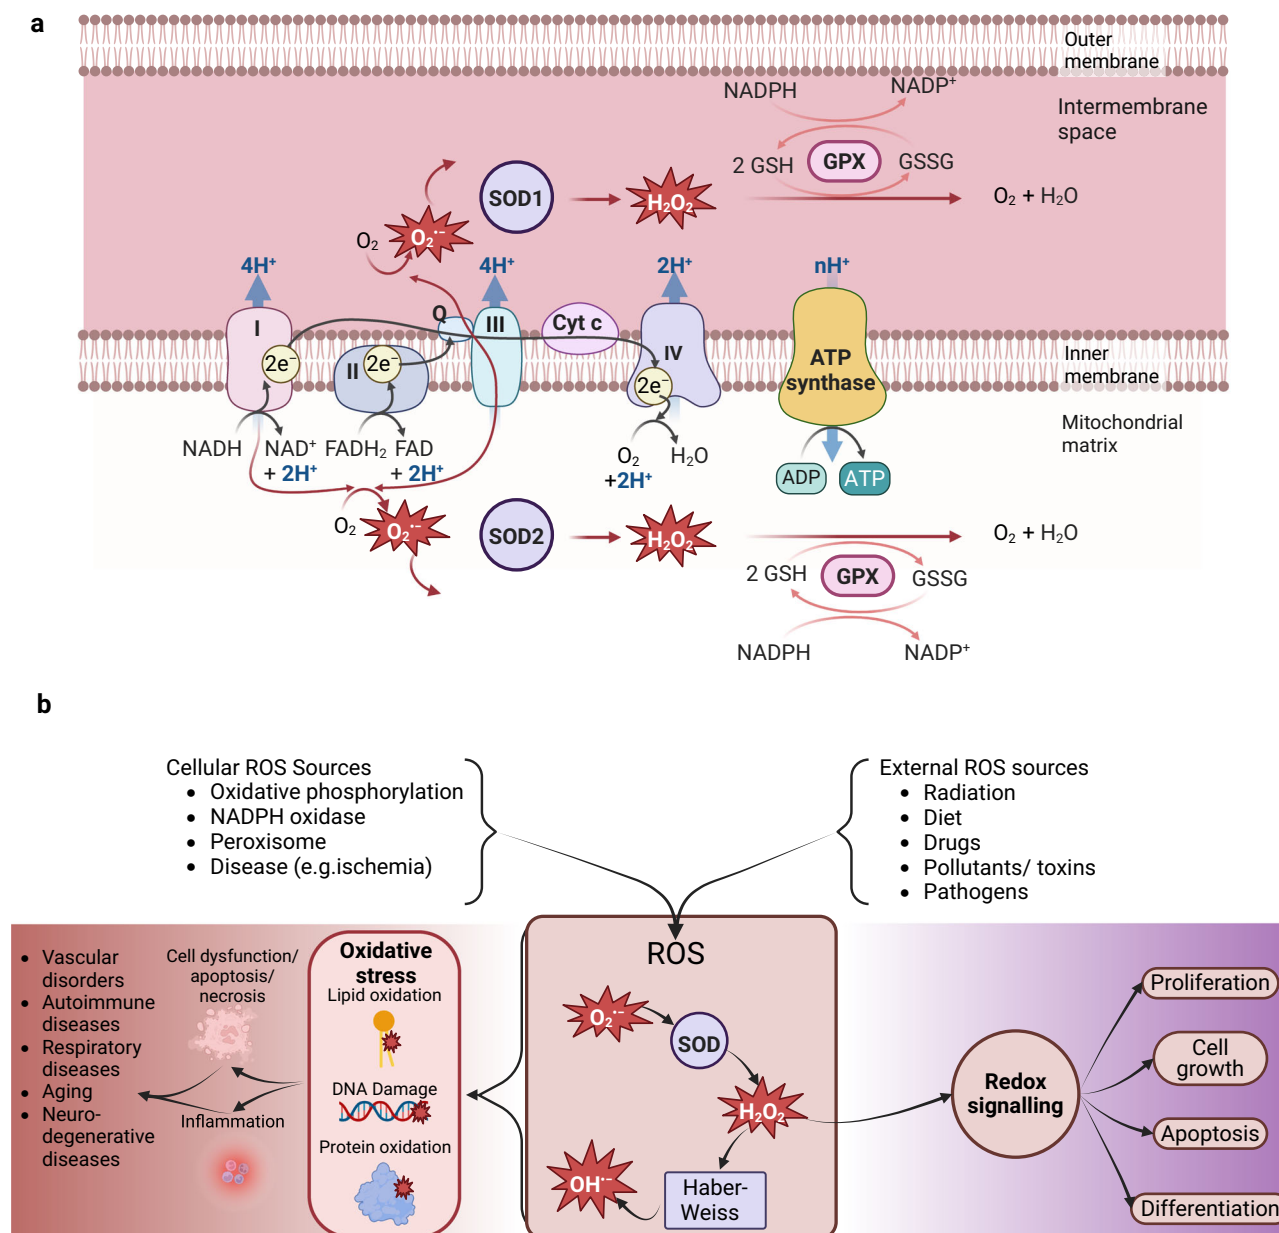 a
Outer
membrane
NADPH
NADP⁺
Intermembrane
space
2 GSH
GPX
GSSG
SOD1
H₂O₂
O₂ + H₂O
O₂
O₂•−
4H⁺
4H⁺
2H⁺
nH⁺
I
Q
III
Cyt c
IV
2e⁻
II
2e⁻
2e⁻
ATP
synthase
Inner
membrane
Mitochondrial
matrix
NADH
NAD⁺
+ 2H⁺
FADH₂
FAD
+ 2H⁺
O₂
+2H⁺
H₂O
ADP
ATP
O₂
O₂•−
SOD2
H₂O₂
O₂ + H₂O
2 GSH
GPX
GSSG
NADPH
NADP⁺
b
Cellular ROS Sources
• Oxidative phosphorylation
• NADPH oxidase
• Peroxisome
• Disease (e.g.ischemia)
External ROS sources
• Radiation
• Diet
• Drugs
• Pollutants/ toxins
• Pathogens
• Vascular
disorders
• Autoimmune
diseases
• Respiratory
diseases
• Aging
• Neuro-
degenerative
diseases
Cell dysfunction/
apoptosis/
necrosis
Inflammation
Oxidative
stress
Lipid oxidation
DNA Damage
Protein oxidation
ROS
O₂•−
SOD
H₂O₂
OH•−
Haber-
Weiss
Redox
signalling
Proliferation
Cell
growth
Apoptosis
Differentiation